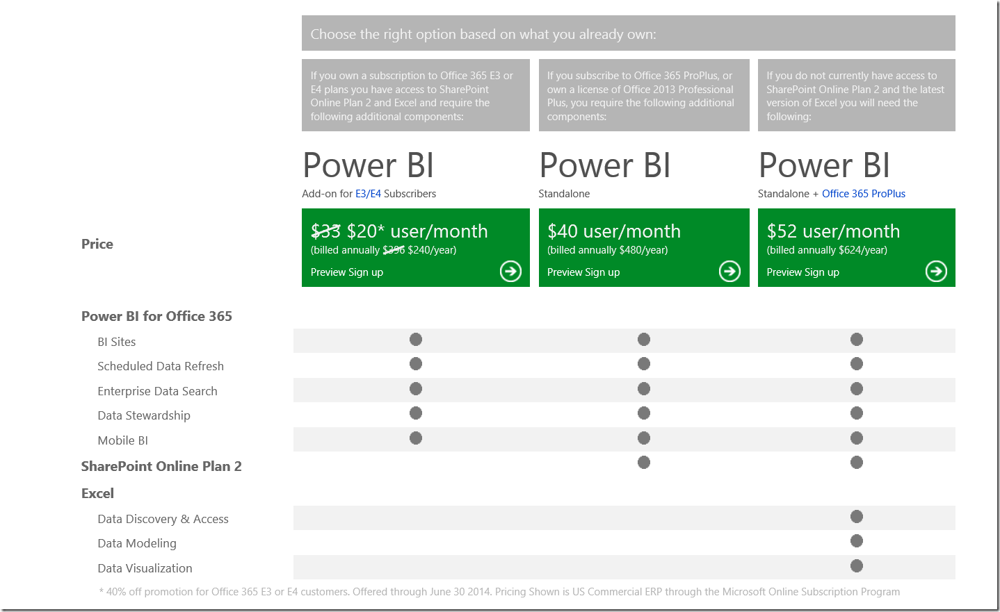 Choose the right option based on what you already own:
If you own a subscription to Office 365 E3 or
E4 plans you have access to SharePoint
Online Plan 2 and Excel and require the
following additional components:
If you subscribe to Office 365 ProPlus, or
own a license of Office 2013 Professional
Plus, you require the following additional
components:
If you do not currently have access to
SharePoint Online Plan 2 and the latest
version of Excel you will need the
following:
Power BI
Add-on for E3/E4 Subscribers
Power BI
Standalone
Power BI
Standalone + Office 365 ProPlus
Price
$33 $20* user/month
(billed annually $396 $240/year)
Preview Sign up
$40 user/month
(billed annually $480/year)
Preview Sign up
$52 user/month
(billed annually $624/year)
Preview Sign up
Power BI for Office 365
BI Sites
Scheduled Data Refresh
Enterprise Data Search
Data Stewardship
Mobile BI
SharePoint Online Plan 2
Excel
Data Discovery & Access
Data Modeling
Data Visualization
* 40% off promotion for Office 365 E3 or E4 customers. Offered through June 30 2014. Pricing Shown is US Commercial ERP through the Microsoft Online Subscription Program